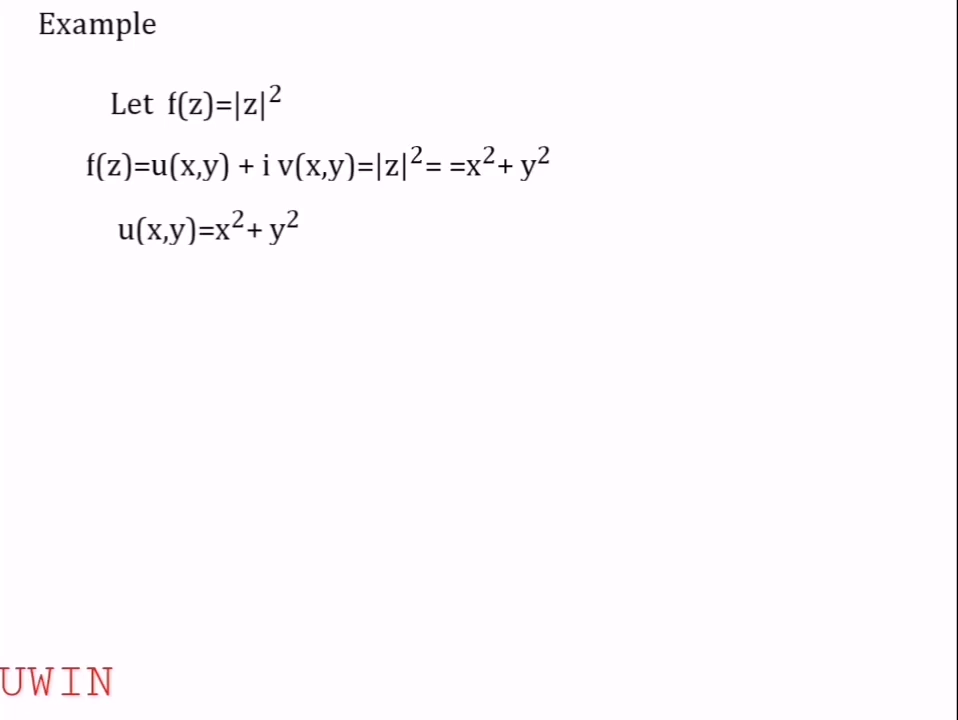 Example
Let f(z)=|z|²
f(z)=u(x,y) + i v(x,y)=|z|²= =x²+ y²
u(x,y)=x²+ y²
UWIN